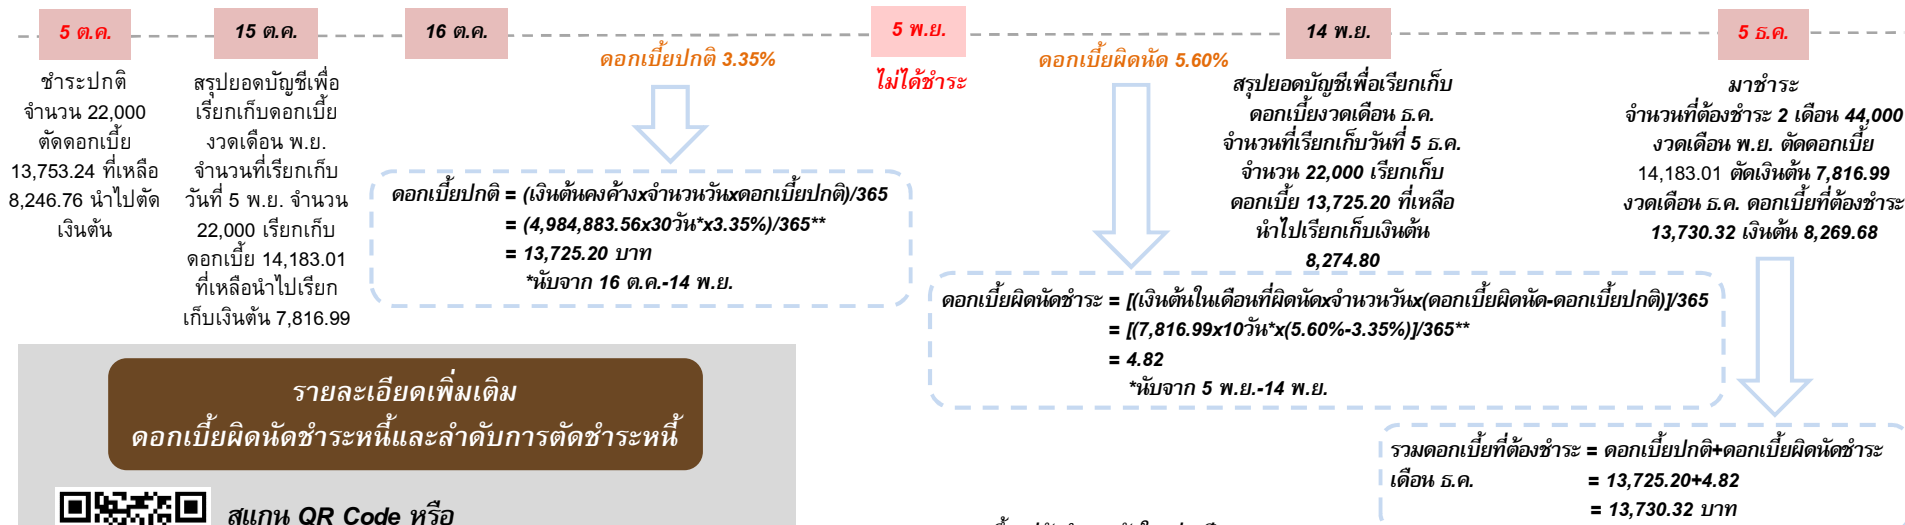 5 ต.ค.
15 ต.ค.
16 ต.ค.
5 พ.ย.
14 พ.ย.
5 ธ.ค.
ชำระปกติ
จำนวน 22,000
ตัดดอกเบี้ย
13,753.24 ที่เหลือ
8,246.76 นำไปตัด
เงินต้น
สรุปยอดบัญชีเพื่อ
เรียกเก็บดอกเบี้ย
งวดเดือน พ.ย.
จำนวนที่เรียกเก็บ
วันที่ 5 พ.ย. จำนวน
22,000 เรียกเก็บ
ดอกเบี้ย 14,183.01
ที่เหลือนำไปเรียก
เก็บเงินต้น 7,816.99
ดอกเบี้ยปกติ 3.35%
ดอกเบี้ยปกติ = (เงินต้นคงค้างxจำนวนวันxดอกเบี้ยปกติ)/365
= (4,984,883.56x30วัน*x3.35%)/365**
= 13,725.20 บาท
*นับจาก 16 ต.ค.-14 พ.ย.
ไม่ได้ชำระ
ดอกเบี้ยผิดนัด 5.60%
สรุปยอดบัญชีเพื่อเรียกเก็บ
ดอกเบี้ยงวดเดือน ธ.ค.
จำนวนที่เรียกเก็บวันที่ 5 ธ.ค.
จำนวน 22,000 เรียกเก็บ
ดอกเบี้ย 13,725.20 ที่เหลือ
นำไปเรียกเก็บเงินต้น
8,274.80
มาชำระ
จำนวนที่ต้องชำระ 2 เดือน 44,000
งวดเดือน พ.ย. ตัดดอกเบี้ย
14,183.01 ตัดเงินต้น 7,816.99
งวดเดือน ธ.ค. ดอกเบี้ยที่ต้องชำระ
13,730.32 เงินต้น 8,269.68
ดอกเบี้ยผิดนัดชำระ = [(เงินต้นในเดือนที่ผิดนัดxจำนวนวันx(ดอกเบี้ยผิดนัด-ดอกเบี้ยปกติ)]/365
= [(7,816.99x10วัน*x(5.60%-3.35%)]/365**
= 4.82
*นับจาก 5 พ.ย.-14 พ.ย.
รวมดอกเบี้ยที่ต้องชำระ = ดอกเบี้ยปกติ+ดอกเบี้ยผิดนัดชำระ
เดือน ธ.ค. = 13,725.20+4.82
= 13,730.32 บาท
รายละเอียดเพิ่มเติม
ดอกเบี้ยผิดนัดชำระหนี้และลำดับการตัดชำระหนี้
สแกน QR Code หรือ